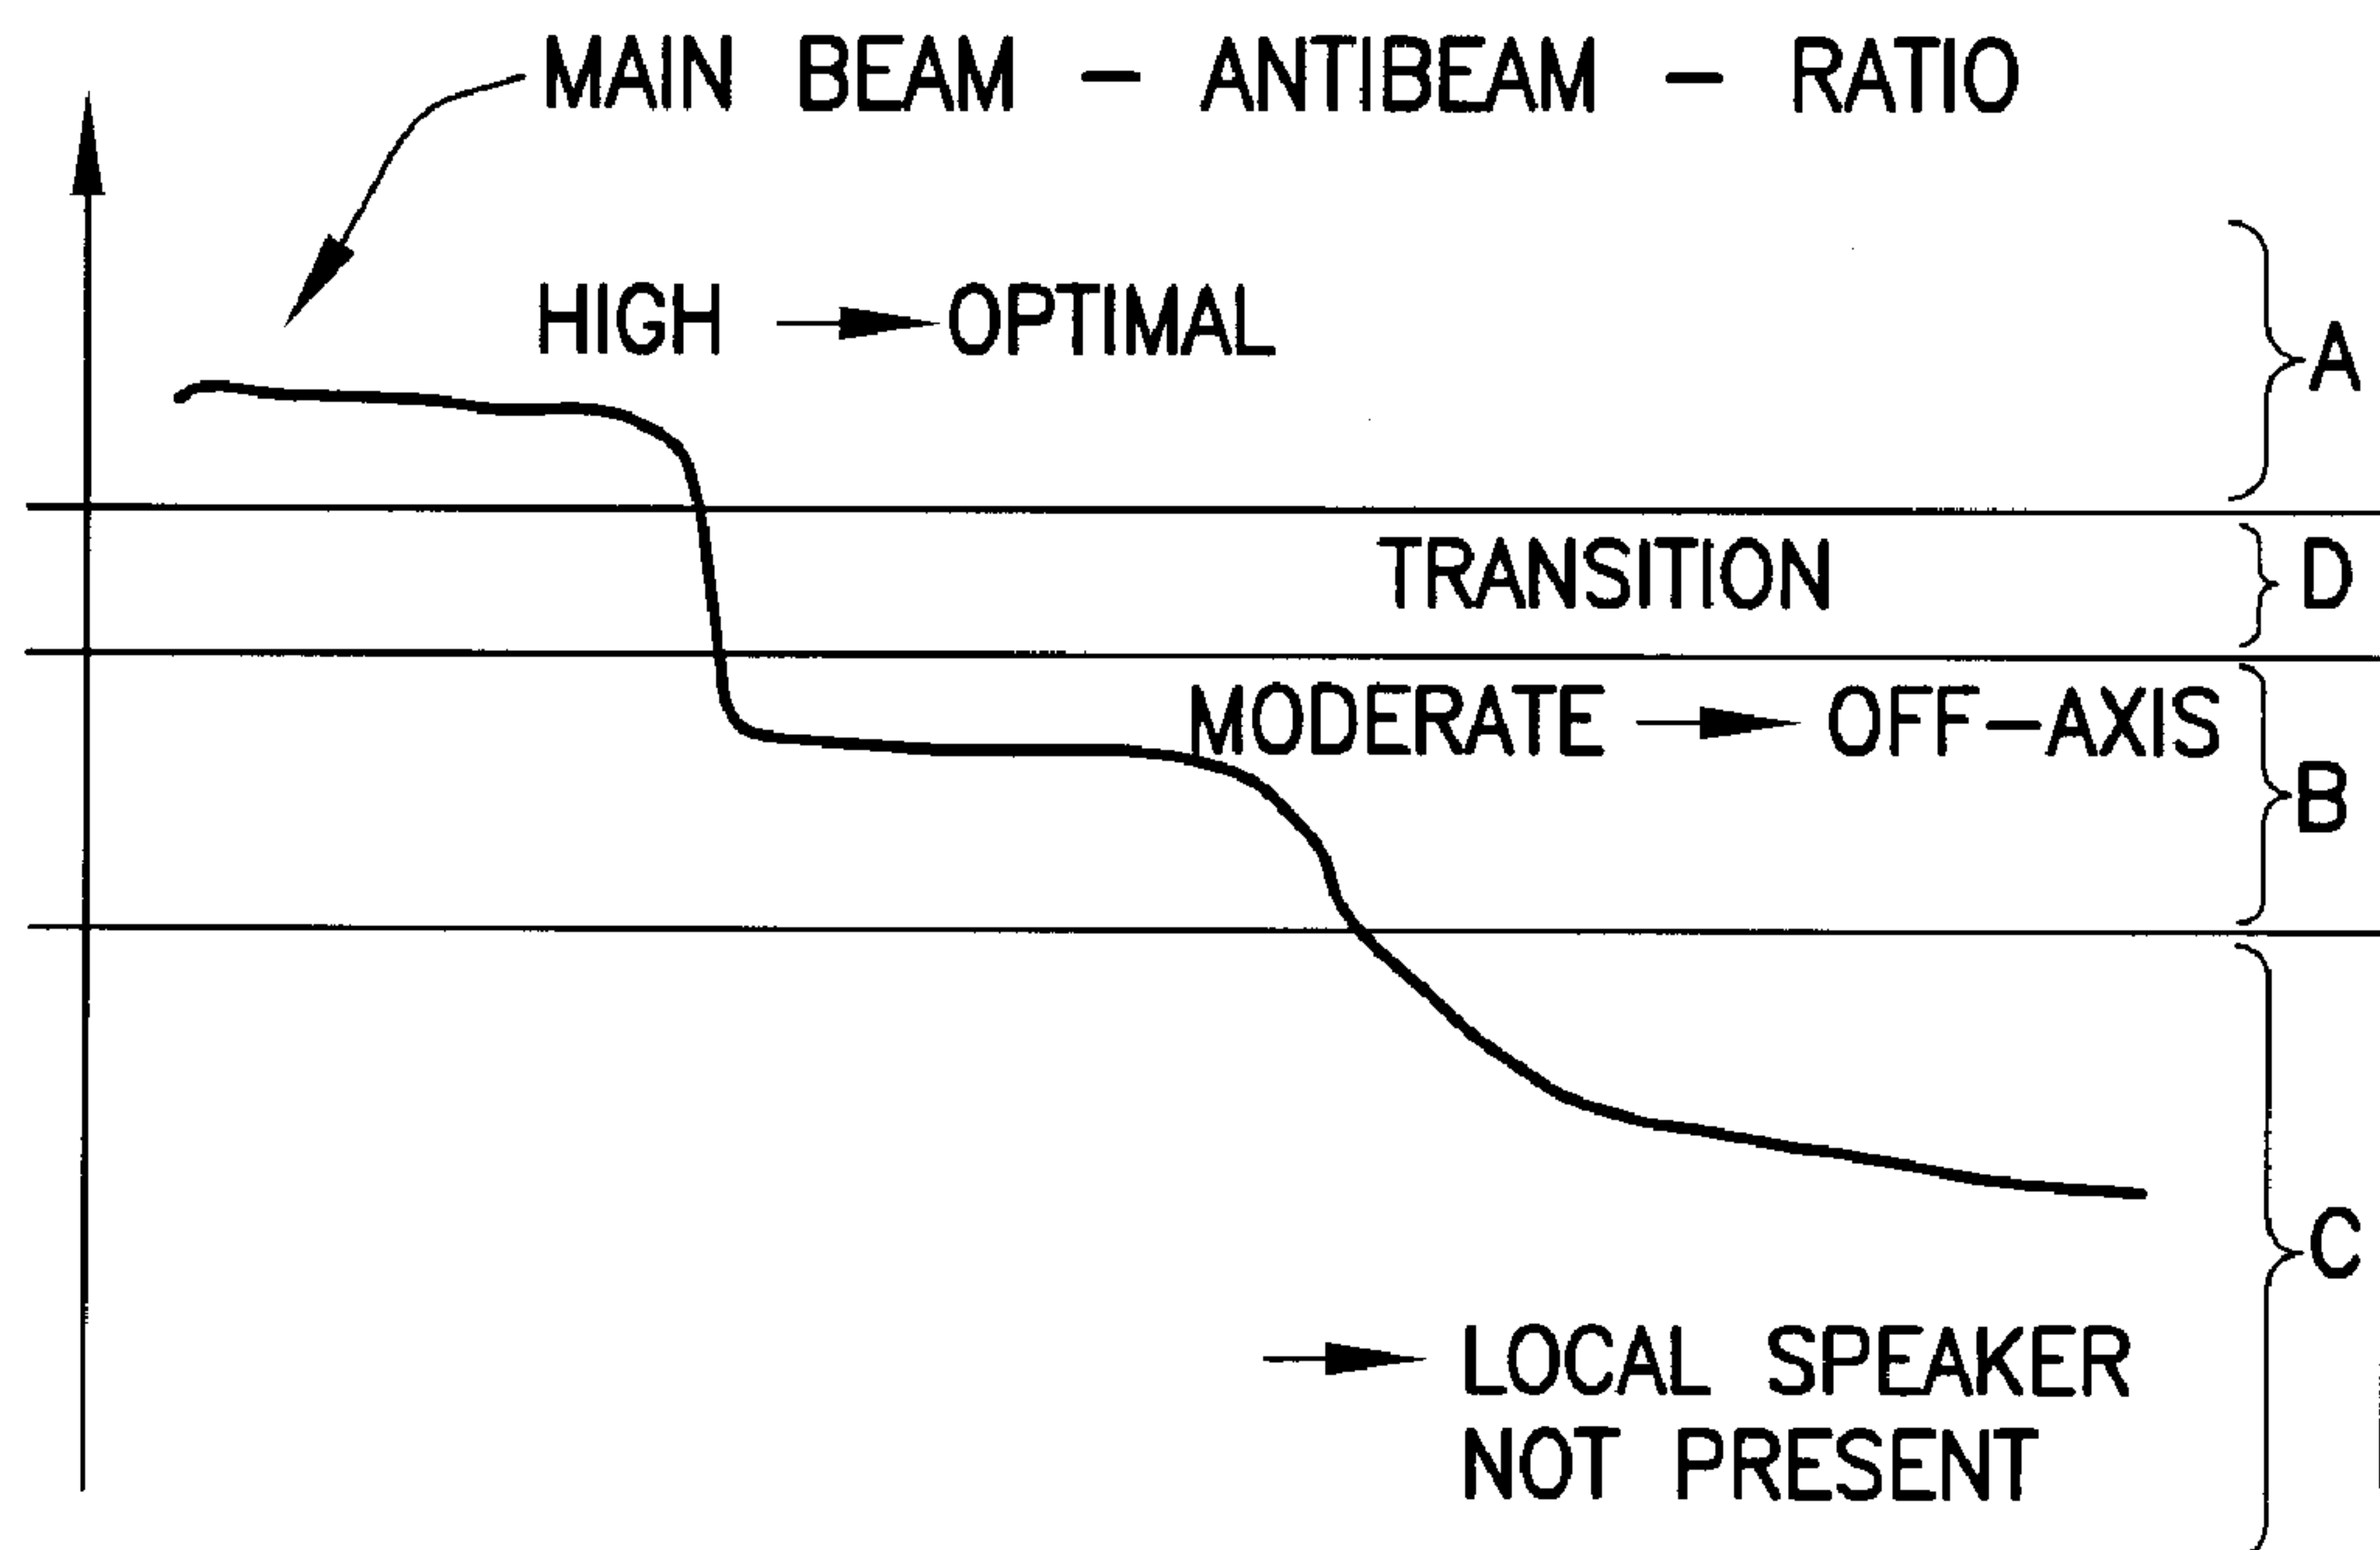 MAIN BEAM - ANTIBEAM - RATIO
HIGH → OPTIMAL
A
TRANSITION
D
MODERATE → OFF-AXIS
B
C
→ LOCAL SPEAKER
NOT PRESENT